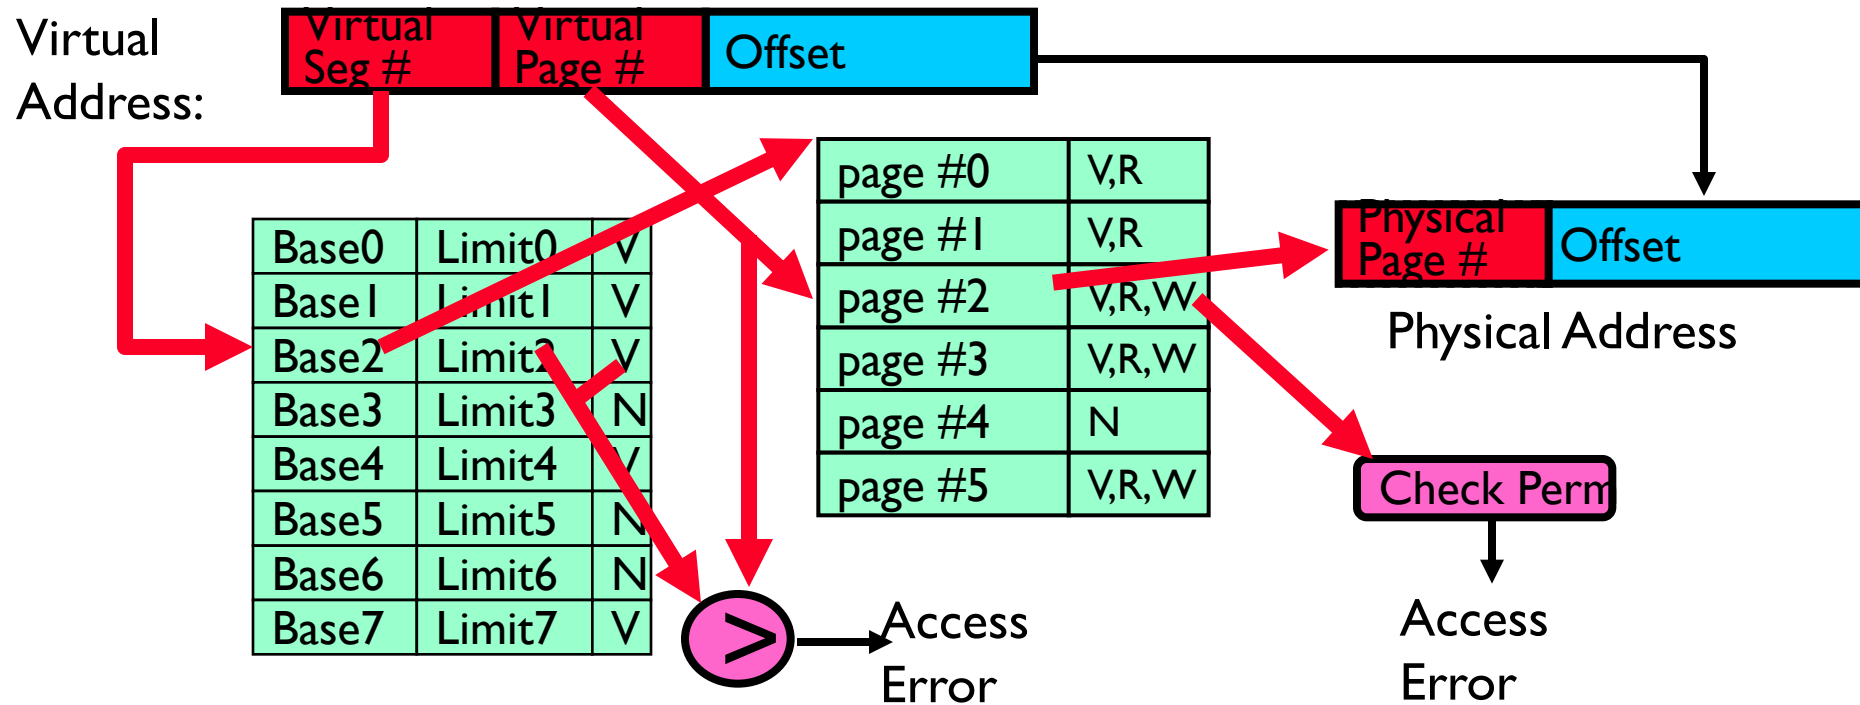 Virtual
Address:
Virtual
Seg #
Virtual
Page #
Offset
page #0 V,R
page #1 V,R
page #2 V,R,W
page #3 V,R,W
page #4 N
page #5 V,R,W
Base0 Limit0 V
Base1 Limit1 V
Base2 Limit2 V
Base3 Limit3 N
Base4 Limit4 V
Base5 Limit5 N
Base6 Limit6 N
Base7 Limit7 V
Physical
Page #
Offset
Physical Address
Check Perm
>
Access
Error
Access
Error